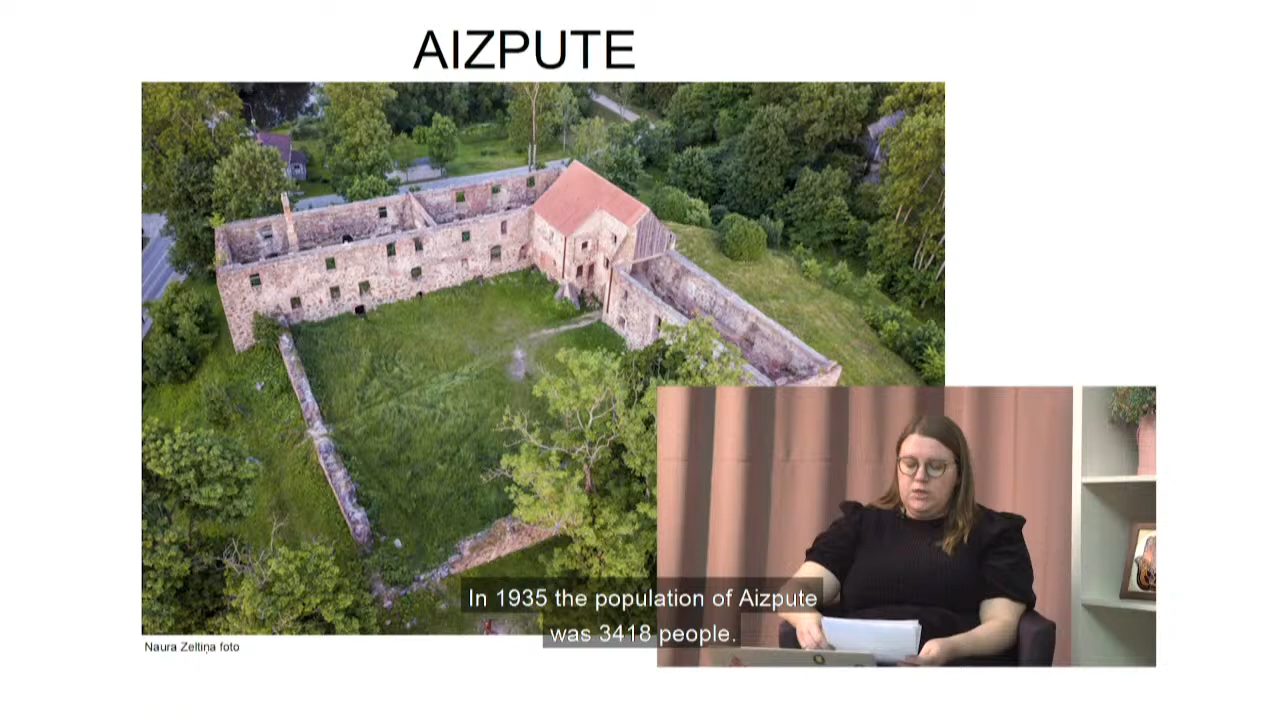 AIZPUTE
Naura Zeltiņa foto
In 1935 the population of Aizpute
was 3418 people.